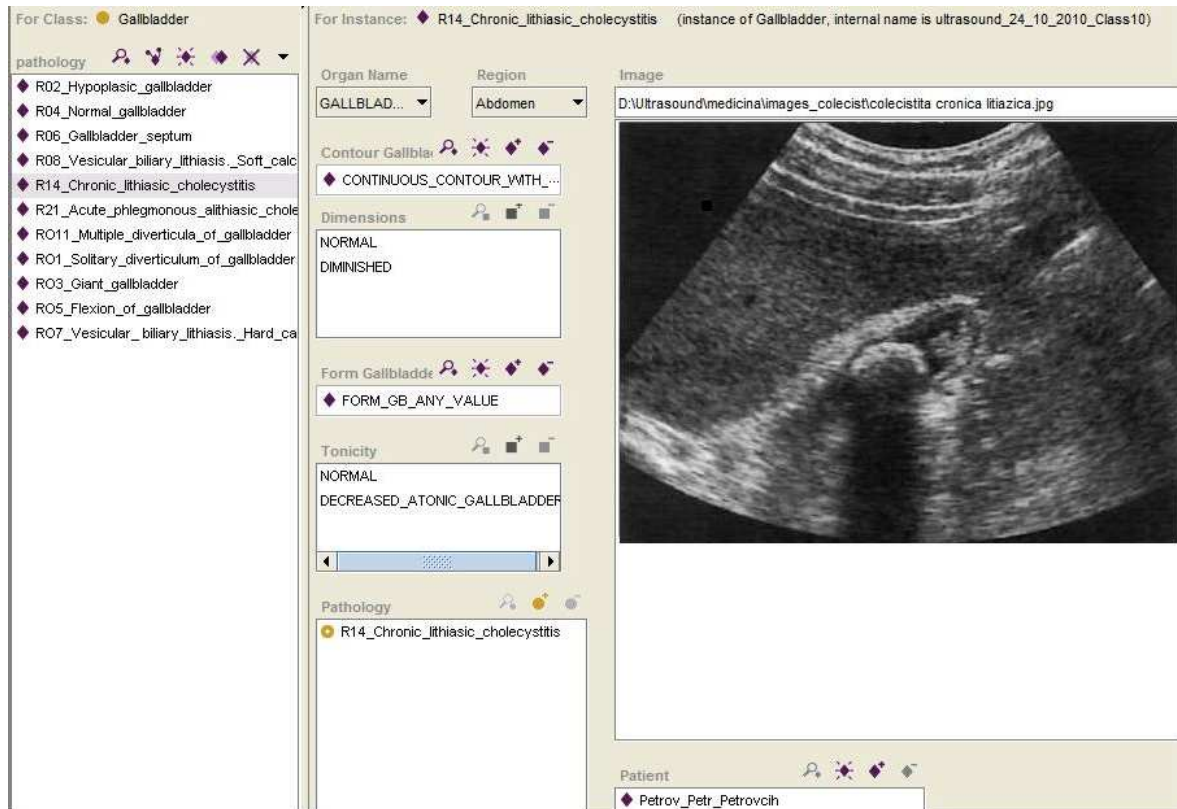 For Class: Gallbladder
pathology
R02_Hypoplasic_gallbladder
R04_Normal_gallbladder
R06_Gallbladder_septum
R08_Vesicular_biliary_lithiasis._Soft_calc
R14_Chronic_lithiasic_cholecystitis
R21_Acute_phlegmonous_alithiasic_chole
RO11_Multiple_diverticula_of_gallbladder
RO1_Solitary_diverticulum_of_gallbladder
RO3_Giant_gallbladder
RO5_Flexion_of_gallbladder
RO7_Vesicular_ biliary_lithiasis._Hard_ca
For Instance: R14_Chronic_lithiasic_cholecystitis (instance of Gallbladder, internal name is ultrasound_24_10_2010_Class10)
Organ Name
GALLBLAD...
Region
Abdomen
Contour Gallbla
CONTINUOUS_CONTOUR_WITH_...
Dimensions
NORMAL
DIMINISHED
Form Gallbladde
FORM_GB_ANY_VALUE
Tonicity
NORMAL
DECREASED_ATONIC_GALLBLADDER
Pathology
R14_Chronic_lithiasic_cholecystitis
Image
D:\Ultrasound\medicina\images_colecist\colecistita cronica litiazica.jpg
Patient
Petrov_Petr_Petrovcih